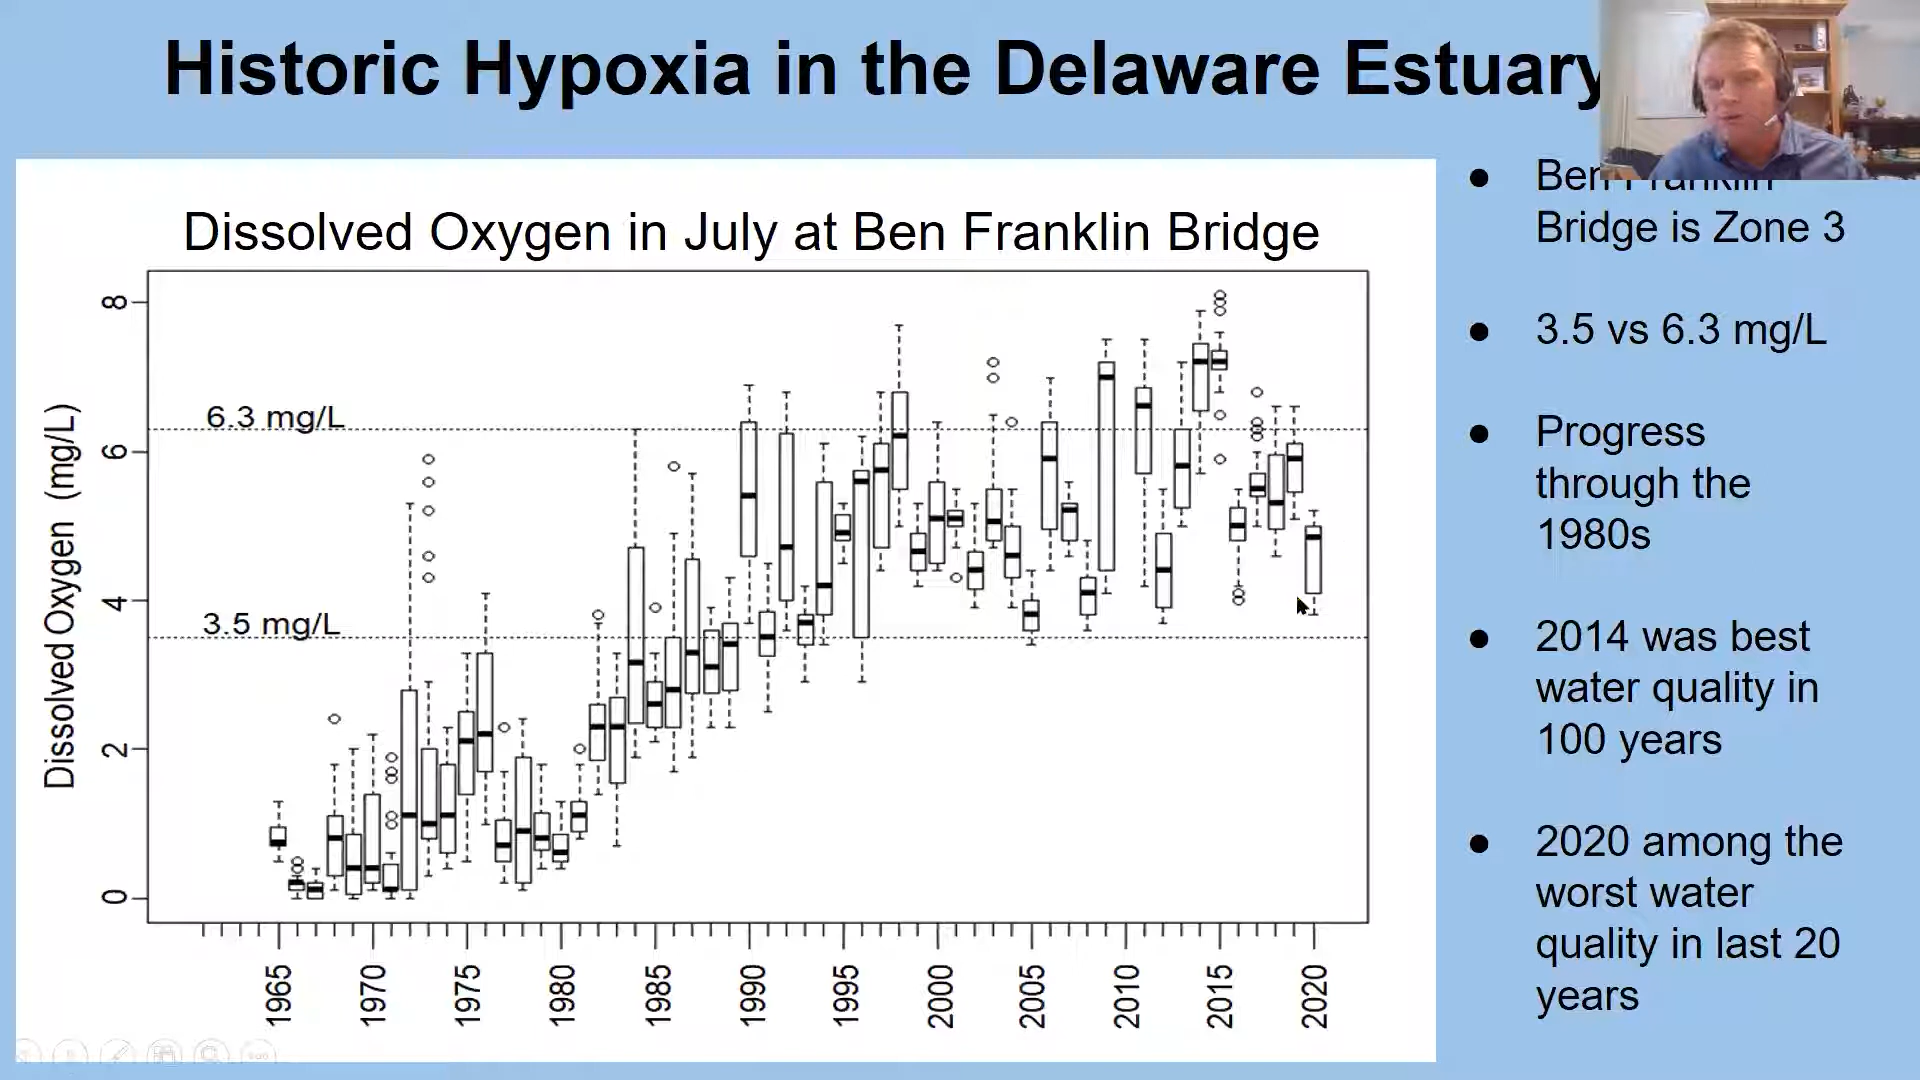 Historic Hypoxia in the Delaware Estuary
Dissolved Oxygen in July at Ben Franklin Bridge
Dissolved Oxygen (mg/L)
8
6
4
2
0
6.3 mg/L
3.5 mg/L
1965
1970
1975
1980
1985
1990
1995
2000
2005
2010
2015
2020
● Ben Franklin
Bridge is Zone 3
● 3.5 vs 6.3 mg/L
● Progress
through the
1980s
● 2014 was best
water quality in
100 years
● 2020 among the
worst water
quality in last 20
years